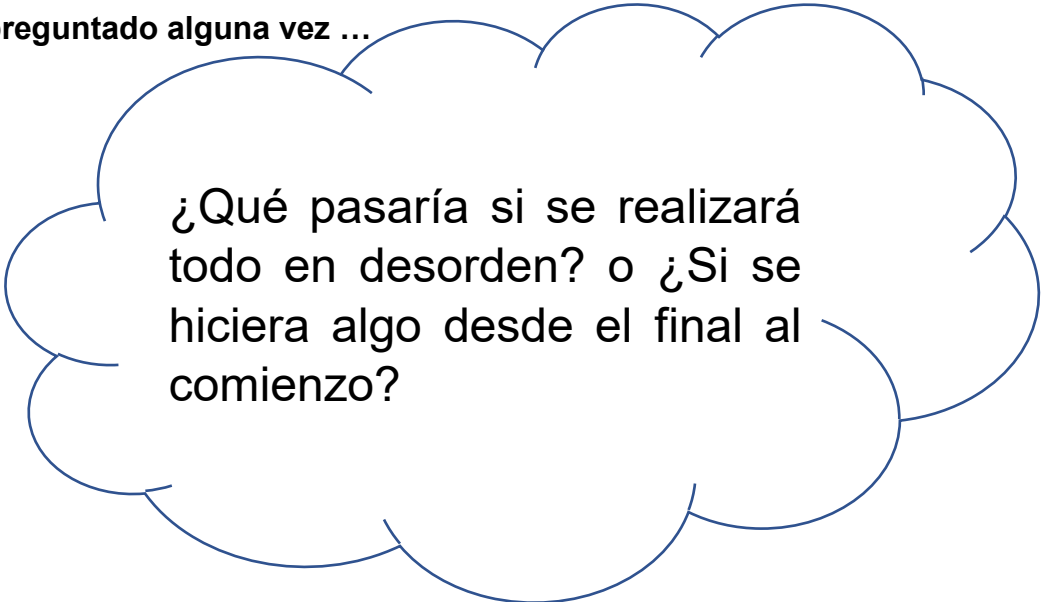 preguntado alguna vez …
¿Qué pasaría si se realizará
todo en desorden? o ¿Si se
hiciera algo desde el final al
comienzo?